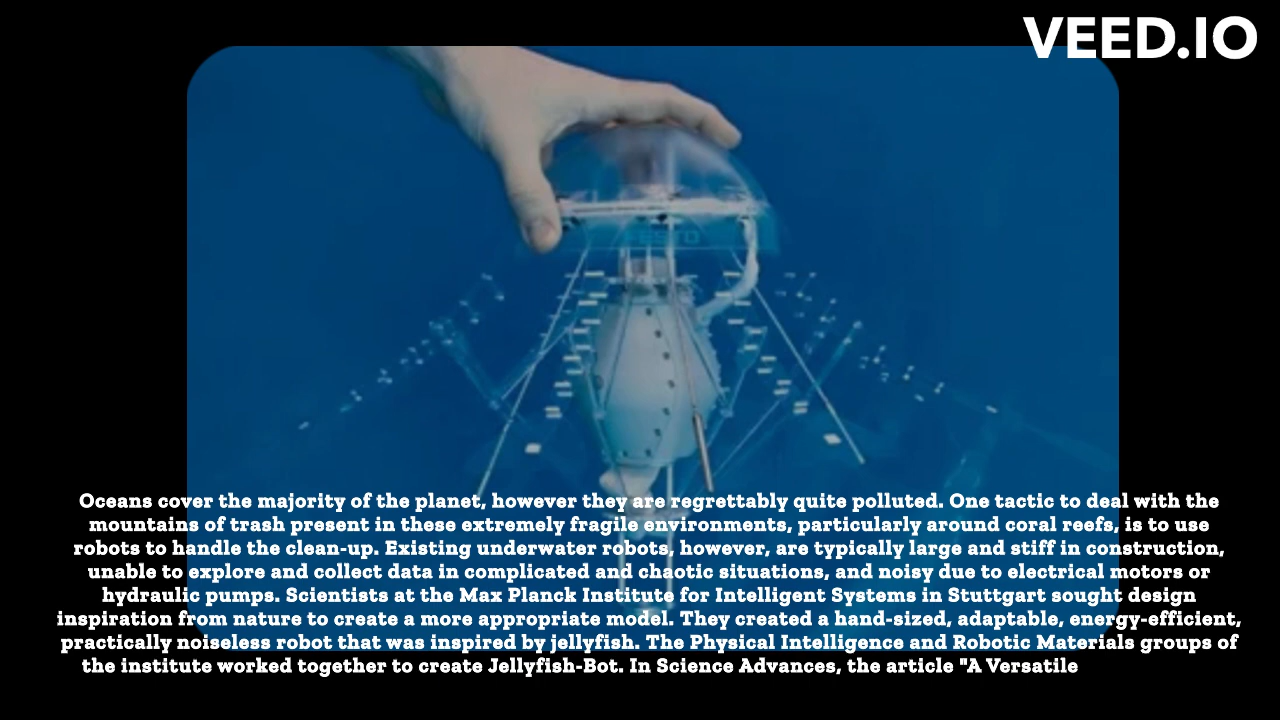 VEED.IO
FESTO
Oceans cover the majority of the planet, however they are regrettably quite polluted. One tactic to deal with the
mountains of trash present in these extremely fragile environments, particularly around coral reefs, is to use
robots to handle the clean-up. Existing underwater robots, however, are typically large and stiff in construction,
unable to explore and collect data in complicated and chaotic situations, and noisy due to electrical motors or
hydraulic pumps. Scientists at the Max Planck Institute for Intelligent Systems in Stuttgart sought design
inspiration from nature to create a more appropriate model. They created a hand-sized, adaptable, energy-efficient,
practically noiseless robot that was inspired by jellyfish. The Physical Intelligence and Robotic Materials groups of
the institute worked together to create Jellyfish-Bot. In Science Advances, the article "A Versatile